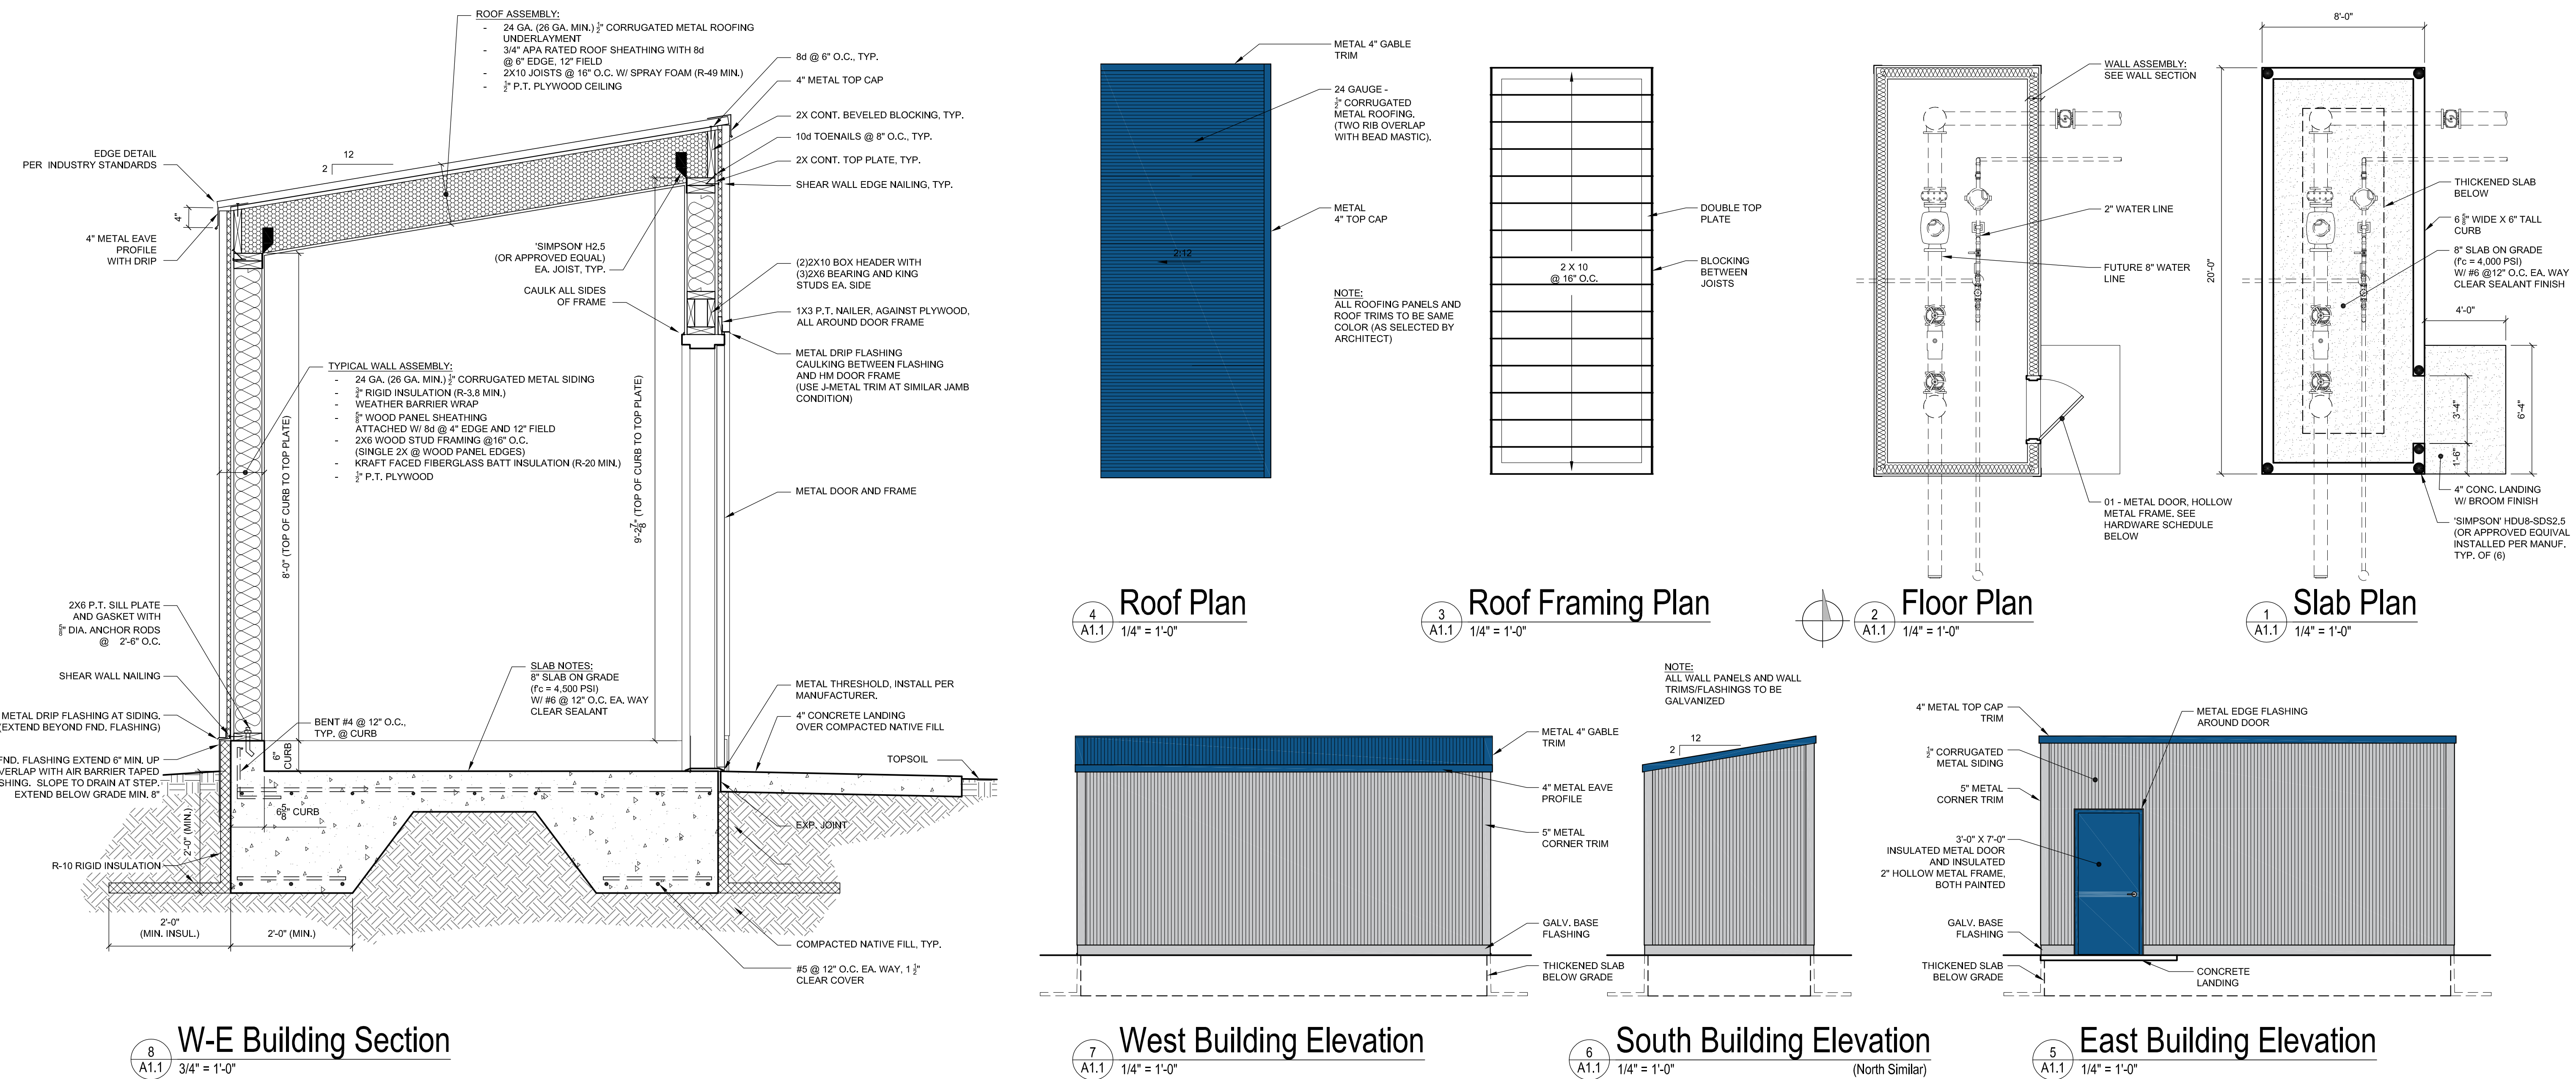 ROOF ASSEMBLY:
- 24 GA. (26 GA. MIN.) 1/2" CORRUGATED METAL ROOFING
UNDERLAYMENT
- 3/4" APA RATED ROOF SHEATHING WITH 8d
@ 6" EDGE, 12" FIELD
- 2X10 JOISTS @ 16" O.C. W/ SPRAY FOAM (R-49 MIN.)
- 1/2" P.T. PLYWOOD CEILING
8d @ 6" O.C., TYP.
4" METAL TOP CAP
2X CONT. BEVELED BLOCKING, TYP.
10d TOENAILS @ 8" O.C., TYP.
2X CONT. TOP PLATE, TYP.
SHEAR WALL EDGE NAILING, TYP.
EDGE DETAIL
PER INDUSTRY STANDARDS
12
2
4"
4" METAL EAVE
PROFILE
WITH DRIP
'SIMPSON' H2.5
(OR APPROVED EQUAL)
EA. JOIST, TYP.
CAULK ALL SIDES
OF FRAME
(2)2X10 BOX HEADER WITH
(3)2X6 BEARING AND KING
STUDS EA. SIDE
1X3 P.T. NAILER, AGAINST PLYWOOD,
ALL AROUND DOOR FRAME
METAL DRIP FLASHING
CAULKING BETWEEN FLASHING
AND HM DOOR FRAME
(USE J-METAL TRIM AT SIMILAR JAMB
CONDITION)
TYPICAL WALL ASSEMBLY:
- 24 GA. (26 GA. MIN.) 1/2" CORRUGATED METAL SIDING
- 3/4" RIGID INSULATION (R-3.8 MIN.)
- WEATHER BARRIER WRAP
- 5/8" WOOD PANEL SHEATHING
ATTACHED W/ 8d @ 4" EDGE AND 12" FIELD
- 2X6 WOOD STUD FRAMING @16" O.C.
(SINGLE 2X @ WOOD PANEL EDGES)
- KRAFT FACED FIBERGLASS BATT INSULATION (R-20 MIN.)
- 1/2" P.T. PLYWOOD
8'-0" (TOP OF CURB TO TOP PLATE)
9'-2 7/8" (TOP OF CURB TO TOP PLATE)
METAL DOOR AND FRAME
2X6 P.T. SILL PLATE
AND GASKET WITH
5/8" DIA. ANCHOR RODS
@ 2'-6" O.C.
SHEAR WALL NAILING
METAL DRIP FLASHING AT SIDING.
(EXTEND BEYOND FND. FLASHING)
FND. FLASHING EXTEND 6" MIN. UP
VERLAP WITH AIR BARRIER TAPED
SHING. SLOPE TO DRAIN AT STEP.
EXTEND BELOW GRADE MIN. 8"
BENT #4 @ 12" O.C.,
TYP. @ CURB
6"
CURB
6 5/8" CURB
SLAB NOTES:
8" SLAB ON GRADE
(f'c = 4,500 PSI)
W/ #6 @ 12" O.C. EA. WAY
CLEAR SEALANT
METAL THRESHOLD, INSTALL PER
MANUFACTURER.
4" CONCRETE LANDING
OVER COMPACTED NATIVE FILL
TOPSOIL
EXP. JOINT
2'-0" (MIN.)
R-10 RIGID INSULATION
2'-0"
(MIN. INSUL.)
2'-0" (MIN.)
COMPACTED NATIVE FILL, TYP.
#5 @ 12" O.C. EA. WAY, 1 1/2"
CLEAR COVER
8
A1.1
W-E Building Section
3/4" = 1'-0"
METAL 4" GABLE
TRIM
24 GAUGE -
1/2" CORRUGATED
METAL ROOFING.
(TWO RIB OVERLAP
WITH BEAD MASTIC).
METAL
4" TOP CAP
2:12
NOTE:
ALL ROOFING PANELS AND
ROOF TRIMS TO BE SAME
COLOR (AS SELECTED BY
ARCHITECT)
4
A1.1
Roof Plan
1/4" = 1'-0"
2 X 10
@ 16" O.C.
DOUBLE TOP
PLATE
BLOCKING
BETWEEN
JOISTS
3
A1.1
Roof Framing Plan
1/4" = 1'-0"
WALL ASSEMBLY:
SEE WALL SECTION
2" WATER LINE
FUTURE 8" WATER
LINE
01 - METAL DOOR, HOLLOW
METAL FRAME. SEE
HARDWARE SCHEDULE
BELOW
2
A1.1
Floor Plan
1/4" = 1'-0"
8'-0"
20'-0"
THICKENED SLAB
BELOW
6 5/8" WIDE X 6" TALL
CURB
8" SLAB ON GRADE
(f'c = 4,000 PSI)
W/ #6 @12" O.C. EA. WAY
CLEAR SEALANT FINISH
4'-0"
3'-4"
6'-4"
1'-6"
4" CONC. LANDING
W/ BROOM FINISH
'SIMPSON' HDU8-SDS2.5
(OR APPROVED EQUIVAL
INSTALLED PER MANUF.
TYP. OF (6)
1
A1.1
Slab Plan
1/4" = 1'-0"
METAL 4" GABLE
TRIM
4" METAL EAVE
PROFILE
5" METAL
CORNER TRIM
GALV. BASE
FLASHING
THICKENED SLAB
BELOW GRADE
7
A1.1
West Building Elevation
1/4" = 1'-0"
NOTE:
ALL WALL PANELS AND WALL
TRIMS/FLASHINGS TO BE
GALVANIZED
12
2
6
A1.1
South Building Elevation
1/4" = 1'-0"
(North Similar)
4" METAL TOP CAP
TRIM
METAL EDGE FLASHING
AROUND DOOR
1/2" CORRUGATED
METAL SIDING
5" METAL
CORNER TRIM
3'-0" X 7'-0"
INSULATED METAL DOOR
AND INSULATED
2" HOLLOW METAL FRAME,
BOTH PAINTED
GALV. BASE
FLASHING
THICKENED SLAB
BELOW GRADE
CONCRETE
LANDING
5
A1.1
East Building Elevation
1/4" = 1'-0"